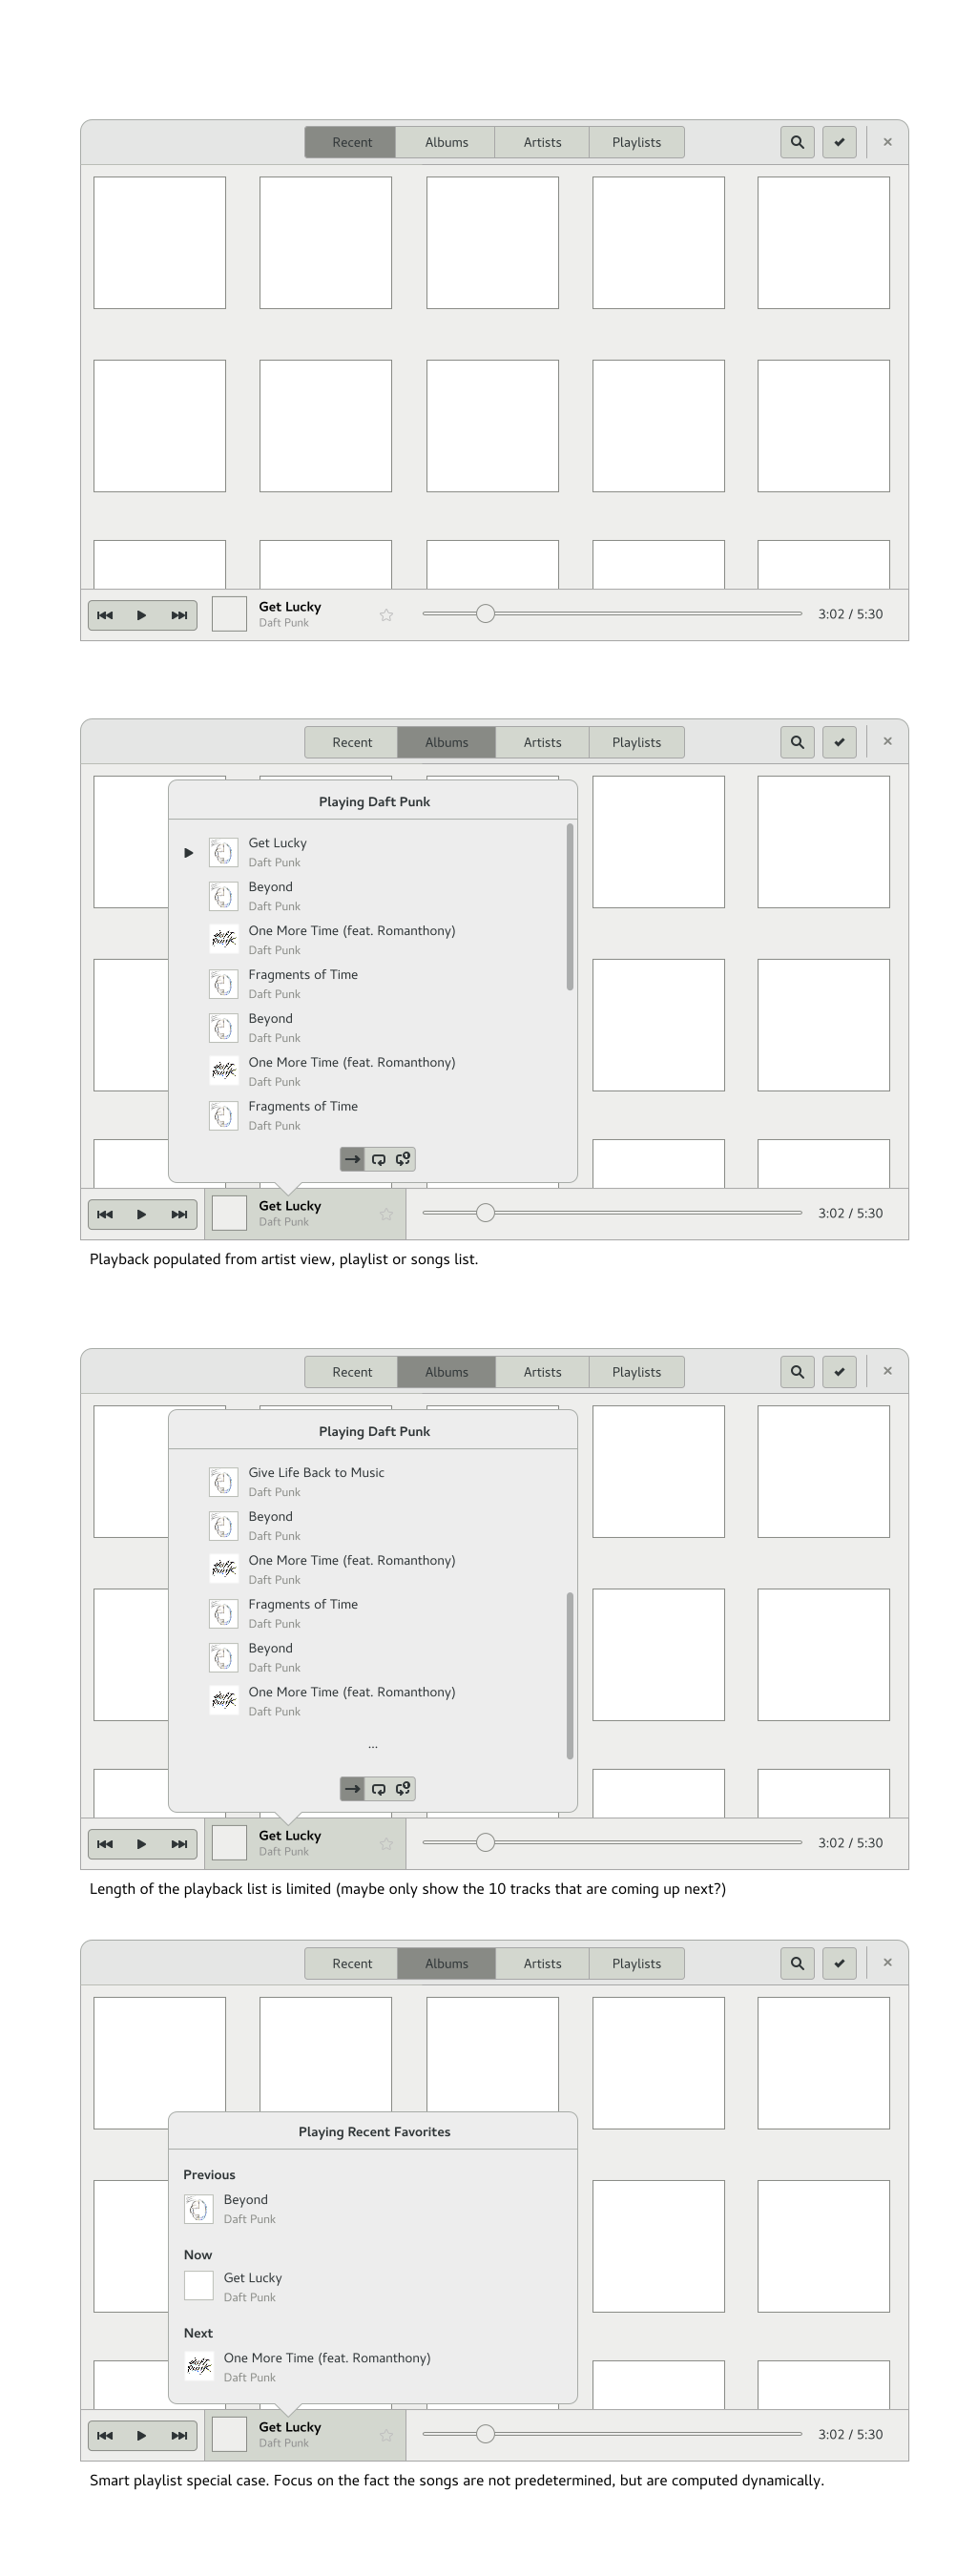 Recent Albums Artists Playlists
Get Lucky
Daft Punk
3:02 / 5:30
Recent Albums Artists Playlists
Playing Daft Punk
Get Lucky
Daft Punk
Beyond
Daft Punk
One More Time (feat. Romanthony)
Daft Punk
Fragments of Time
Daft Punk
Beyond
Daft Punk
One More Time (feat. Romanthony)
Daft Punk
Fragments of Time
Daft Punk
Get Lucky
Daft Punk
3:02 / 5:30
Playback populated from artist view, playlist or songs list.
Recent Albums Artists Playlists
Playing Daft Punk
Give Life Back to Music
Daft Punk
Beyond
Daft Punk
One More Time (feat. Romanthony)
Daft Punk
Fragments of Time
Daft Punk
Beyond
Daft Punk
One More Time (feat. Romanthony)
Daft Punk
...
Get Lucky
Daft Punk
3:02 / 5:30
Length of the playback list is limited (maybe only show the 10 tracks that are coming up next?)
Recent Albums Artists Playlists
Playing Recent Favorites
Previous
Beyond
Daft Punk
Now
Get Lucky
Daft Punk
Next
One More Time (feat. Romanthony)
Daft Punk
Get Lucky
Daft Punk
3:02 / 5:30
Smart playlist special case. Focus on the fact the songs are not predetermined, but are computed dynamically.